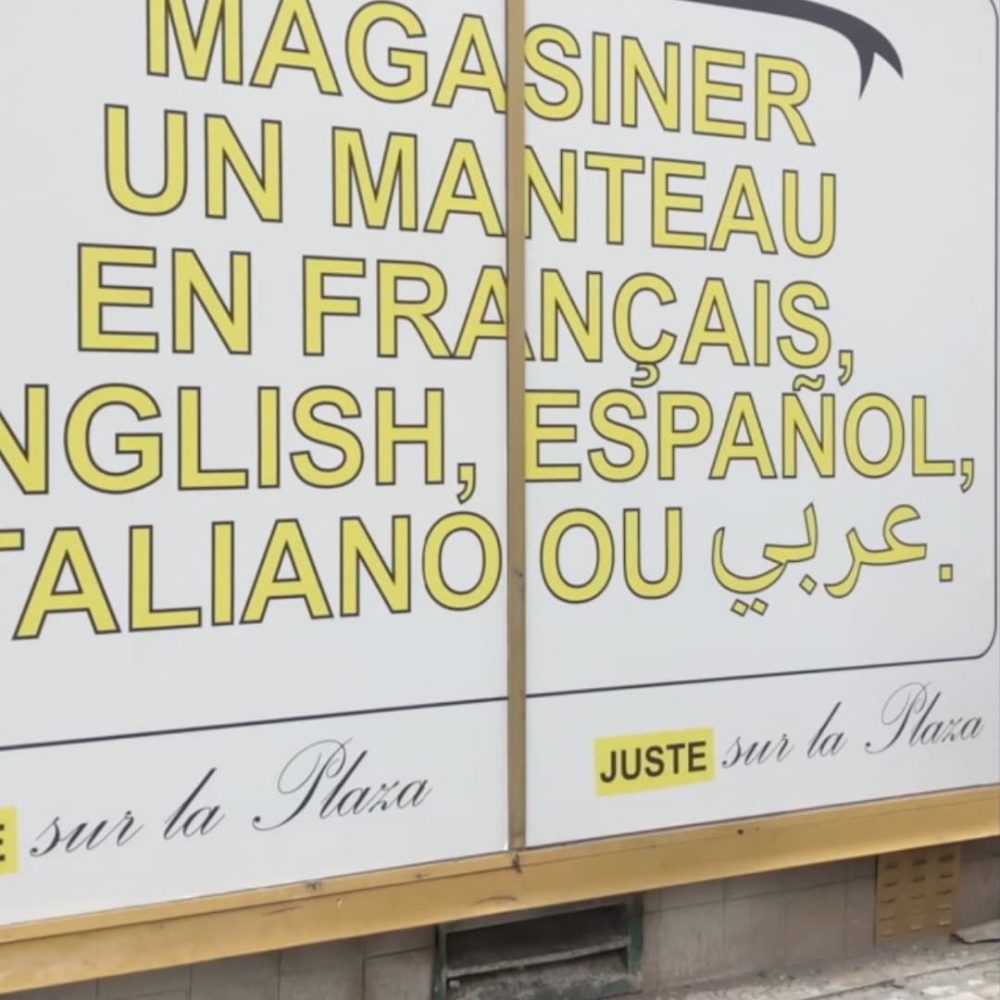 MAGASINER
UN MANTEAU
EN FRANÇAIS,
NGLISH, ESPAÑOL,
TALIANO OU عربي.
E sur la Plaza
JUSTE sur la Plaza